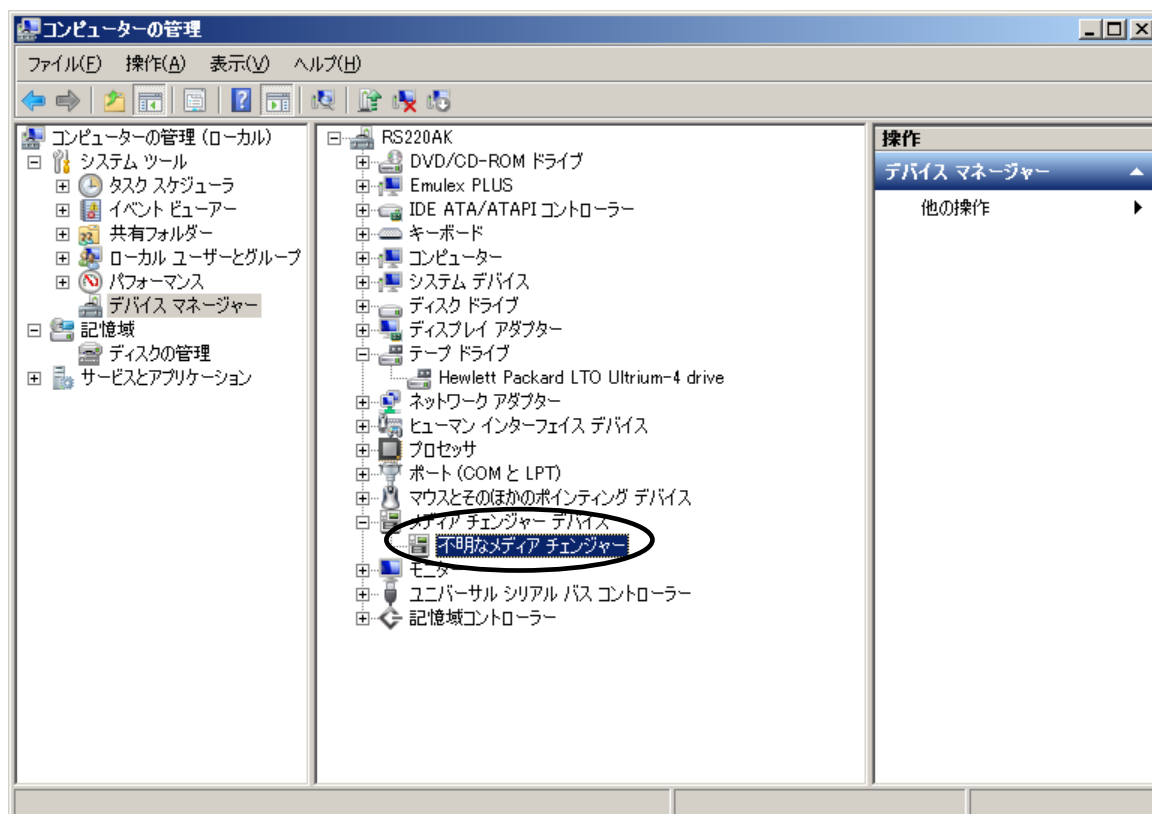 コンピューターの管理
ファイル(F) 操作(A) 表示(V) ヘルプ(H)
コンピューターの管理 (ローカル)
システム ツール
タスク スケジューラ
イベント ビューアー
共有フォルダー
ローカル ユーザーとグループ
パフォーマンス
デバイス マネージャー
記憶域
ディスクの管理
サービスとアプリケーション
RS220AK
DVD/CD-ROM ドライブ
Emulex PLUS
IDE ATA/ATAPI コントローラー
キーボード
コンピューター
システム デバイス
ディスク ドライブ
ディスプレイ アダプター
テープ ドライブ
Hewlett Packard LTO Ultrium-4 drive
ネットワーク アダプター
ヒューマン インターフェイス デバイス
プロセッサ
ポート (COM と LPT)
マウスとそのほかのポインティング デバイス
メディア チェンジャー デバイス
不明なメディア チェンジャー
モニター
ユニバーサル シリアル バス コントローラー
記憶域コントローラー
操作
デバイス マネージャー
他の操作